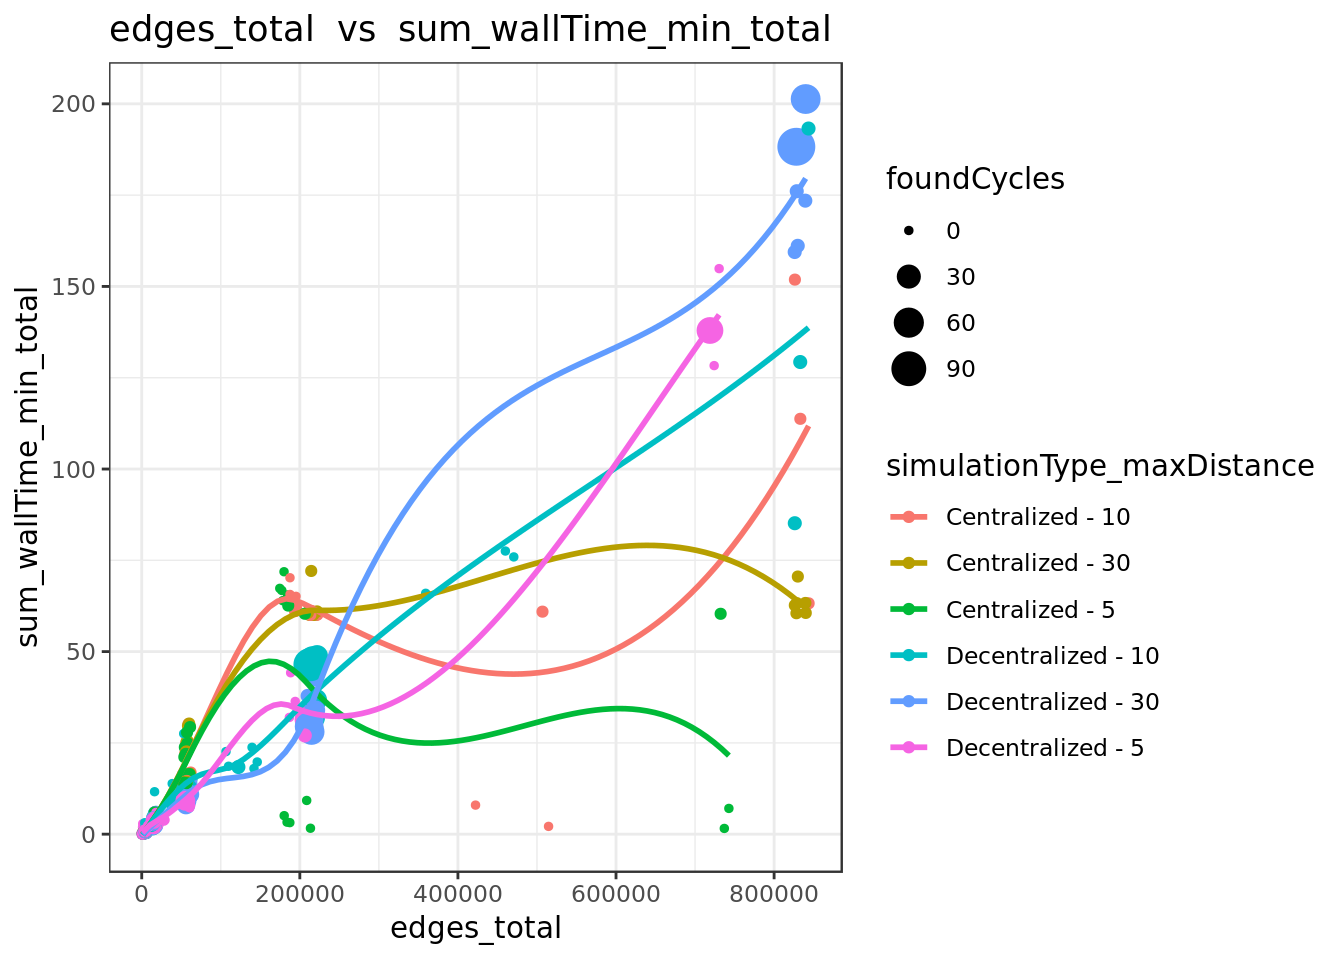 edges_total  vs  sum_wallTime_min_total
sum_wallTime_min_total
200
150
100
50
0
0
200000
400000
600000
800000
edges_total
foundCycles
0
30
60
90
simulationType_maxDistance
Centralized - 10
Centralized - 30
Centralized - 5
Decentralized - 10
Decentralized - 30
Decentralized - 5